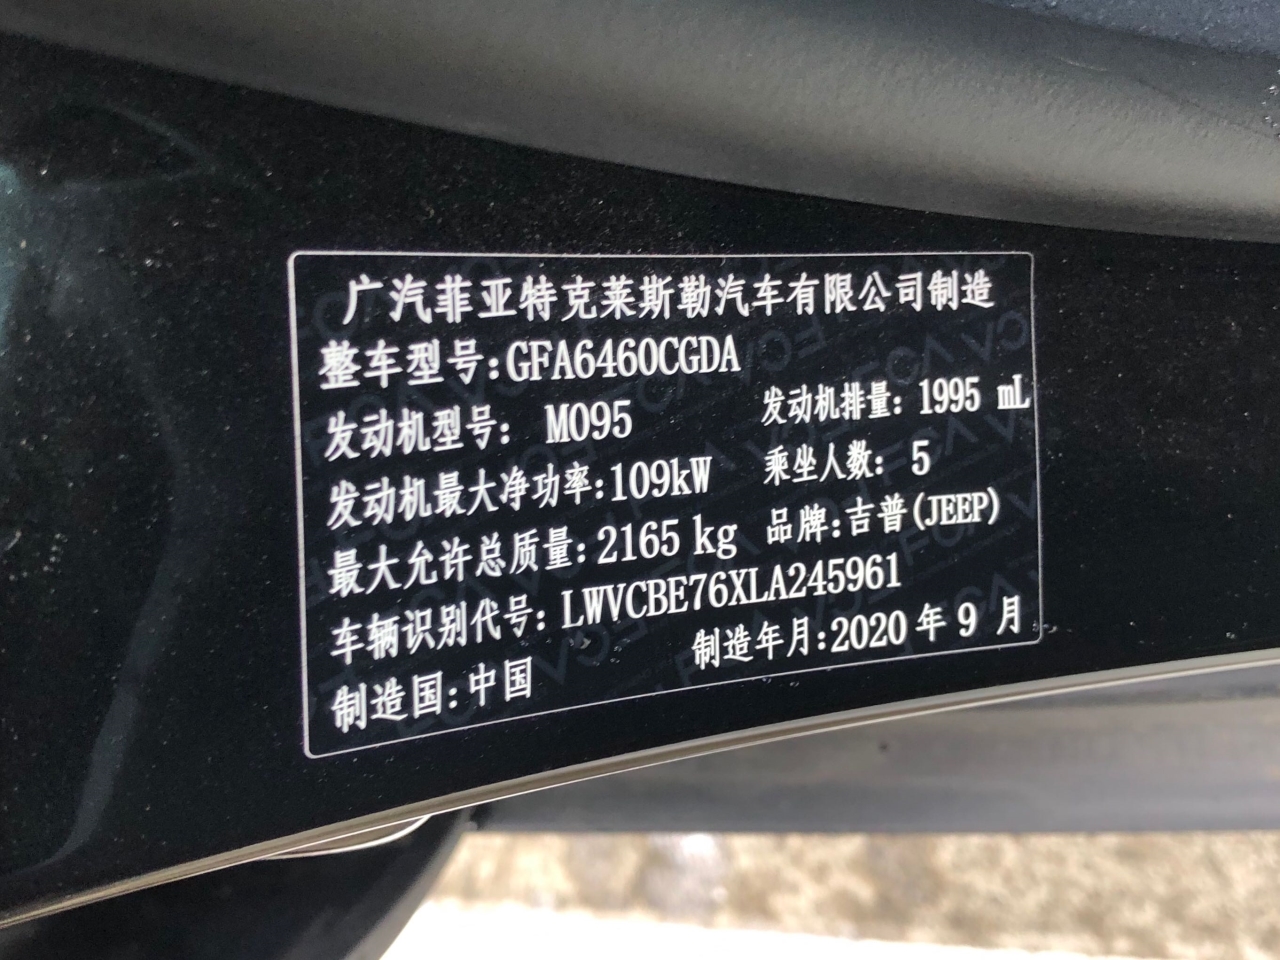 广汽菲亚特克莱斯勒汽车有限公司制造
整车型号:GFA6460CGDA
发动机型号: M095 发动机排量: 1995 mL
发动机最大净功率:109kW 乘坐人数: 5
最大允许总质量:2165 kg 品牌:吉普(JEEP)
车辆识别代号: LWVCBE76XLA245961
制造国:中国 制造年月:2020年9 月